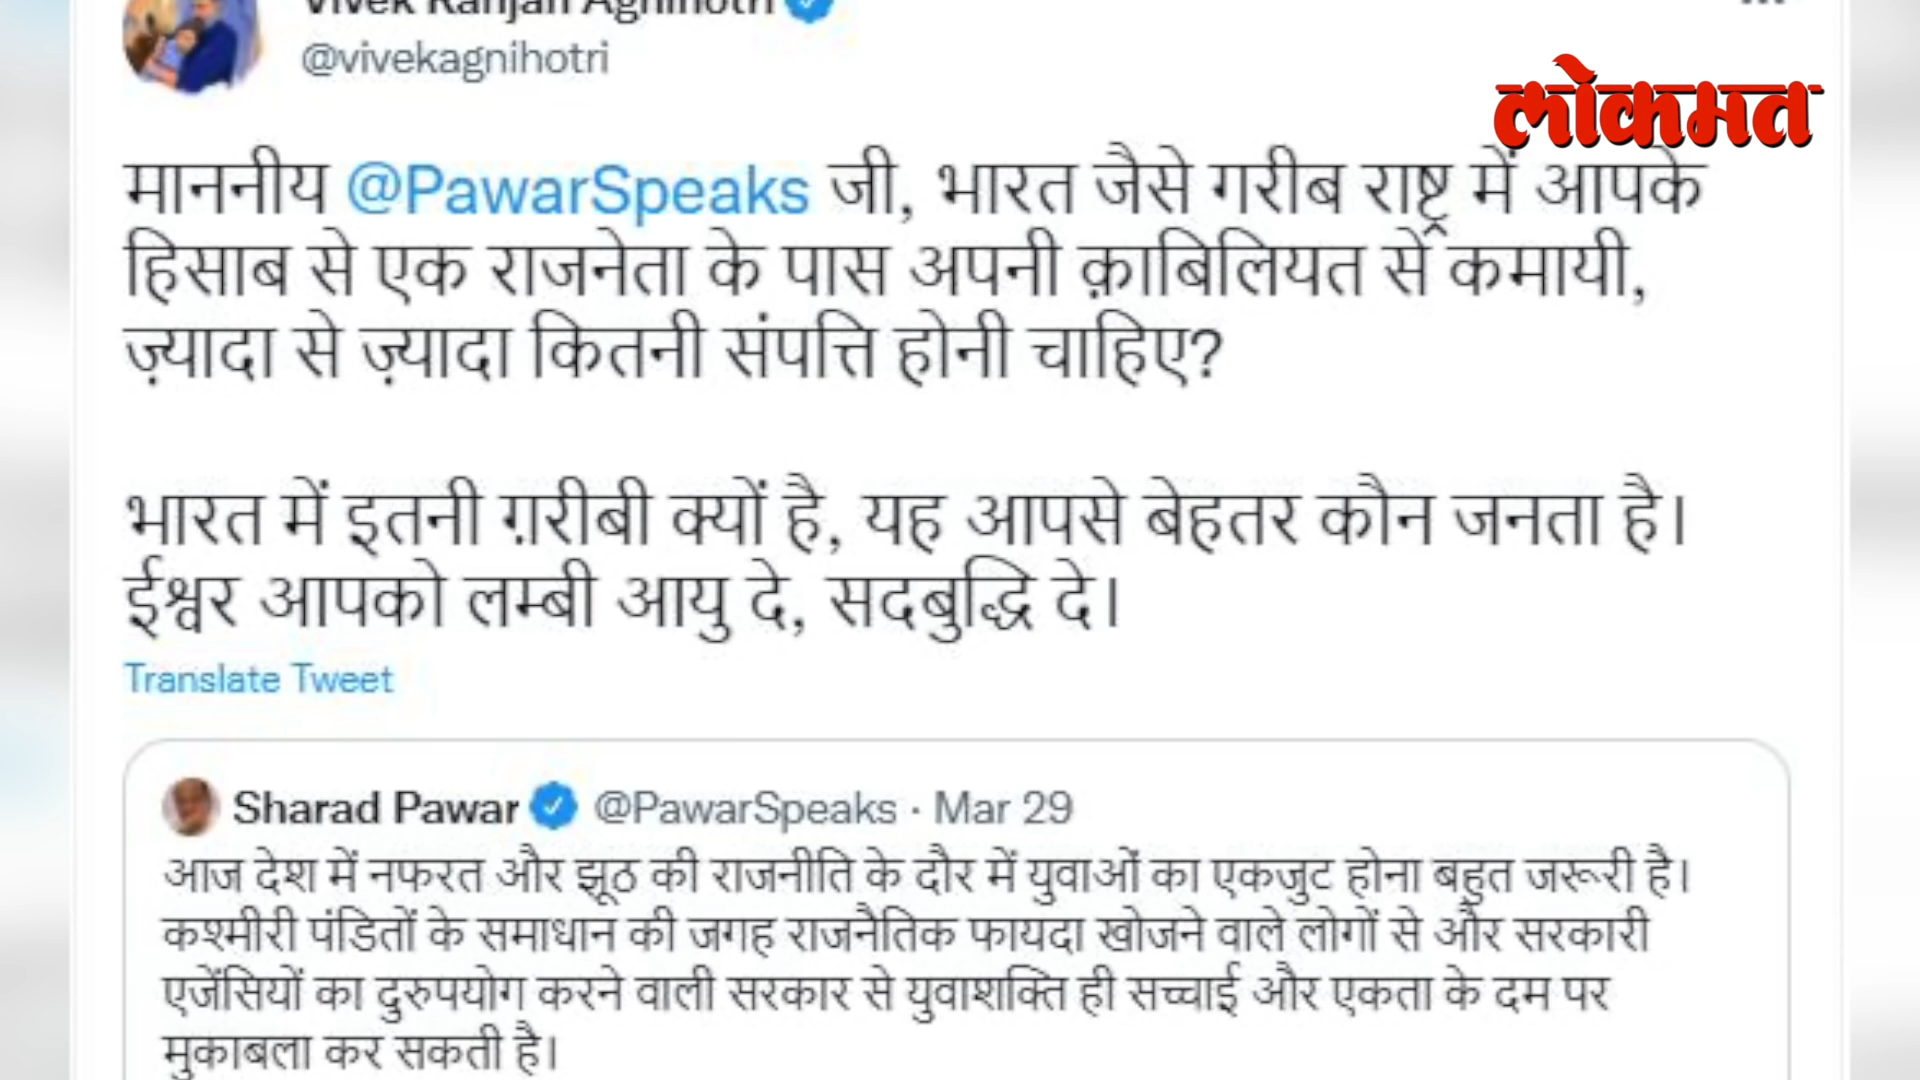 Vivek Ranjan Agnihotri
@vivekagnihotri
लोकमत
माननीय @PawarSpeaks जी, भारत जैसे गरीब राष्ट्र में आपके
हिसाब से एक राजनेता के पास अपनी क़ाबिलियत से कमायी,
ज़्यादा से ज़्यादा कितनी संपत्ति होनी चाहिए?
भारत में इतनी ग़रीबी क्यों है, यह आपसे बेहतर कौन जनता है।
ईश्वर आपको लम्बी आयु दे, सदबुद्धि दे।
Translate Tweet
Sharad Pawar @PawarSpeaks · Mar 29
आज देश में नफरत और झूठ की राजनीति के दौर में युवाओं का एकजुट होना बहुत जरूरी है।
कश्मीरी पंडितों के समाधान की जगह राजनैतिक फायदा खोजने वाले लोगों से और सरकारी
एजेंसियों का दुरुपयोग करने वाली सरकार से युवाशक्ति ही सच्चाई और एकता के दम पर
मुकाबला कर सकती है।